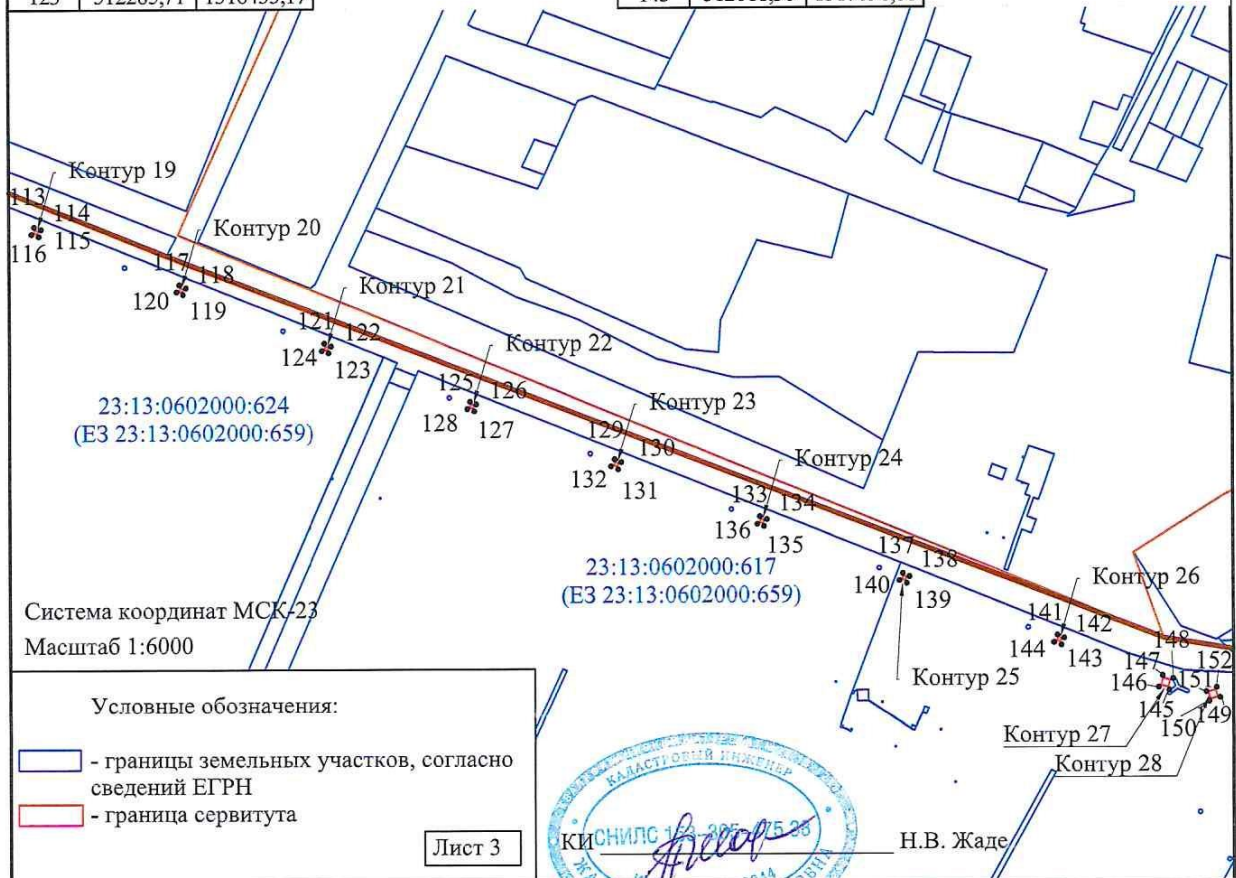 Контур 19
113
114
115
116
Контур 20
117
118
119
120
Контур 21
121
122
123
124
Контур 22
125
126
127
128
Контур 23
129
130
131
132
Контур 24
133
134
135
136
137
138
139
140
Контур 25
Контур 26
141
142
143
144
148
147
146
145
Контур 27
152
151
150
149
Контур 28
23:13:0602000:624
(ЕЗ 23:13:0602000:659)
23:13:0602000:617
(ЕЗ 23:13:0602000:659)
Система координат МСК-23
Масштаб 1:6000
Условные обозначения:
- границы земельных участков, согласно
сведений ЕГРН
- граница сервитута
Лист 3
КАДАСТРОВЫЙ ИНЖЕНЕР
СНИЛС
КИ
Н.В. Жаде